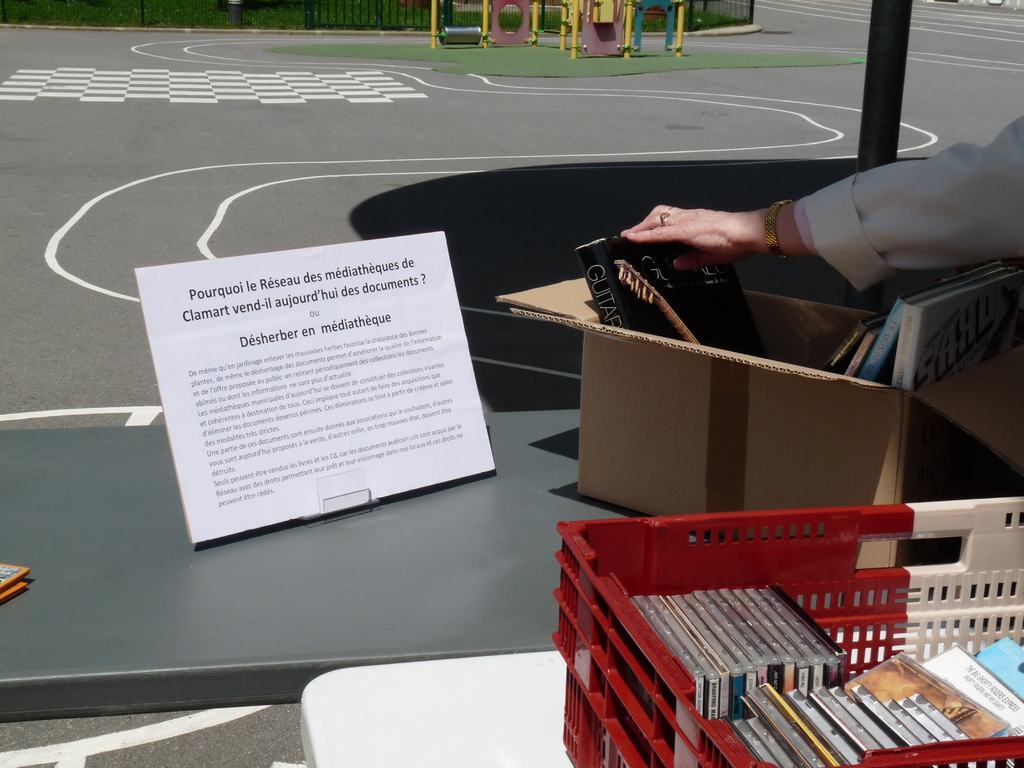 Pourquoi le Réseau des médiathèques de
Clamart vend-il aujourd'hui des documents ?
ou
Désherber en médiathèque
De même qu'en jardinage enlever les mauvaises herbes favorise la croissance des bonnes
plantes, de même le désherbage des documents permet d'améliorer la qualité de l'information
et de l'offre proposée au public en retirant périodiquement des collections les documents
abîmés ou dont les informations ne sont plus d'actualité.
Les médiathèques municipales d'aujourd'hui se doivent de constituer des collections vivantes
et cohérentes à destination de tous. Ceci implique tout autant de faire des acquisitions que
d'éliminer les documents devenus périmés. Ces éliminations se font à partir de critères et selon
des modalités très strictes.
Une partie de ces documents sont ensuite donnés aux associations qui le souhaitent, d'autres
vous sont aujourd'hui proposés à la vente, d'autres enfin, en trop mauvais état, doivent être
détruits.
Seuls peuvent être vendus les livres et les Cd, car les documents audiovisuels sont acquis par le
Réseau avec des droits permettant leur prêt et leur visionnage dans nos locaux et ces droits ne
peuvent être cédés.
GUITAR
SAXO
THE BIG SHORTY EXPRESS